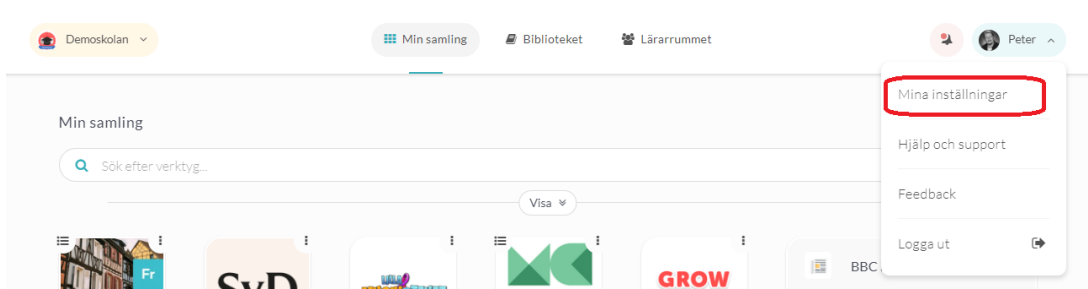 Demoskolan
Min samling
Biblioteket
Lärarrummet
Peter
Mina inställningar
Hjälp och support
Feedback
Logga ut
Min samling
Sök efter verktyg...
Visa
Fr
SvD
GROW
BBC